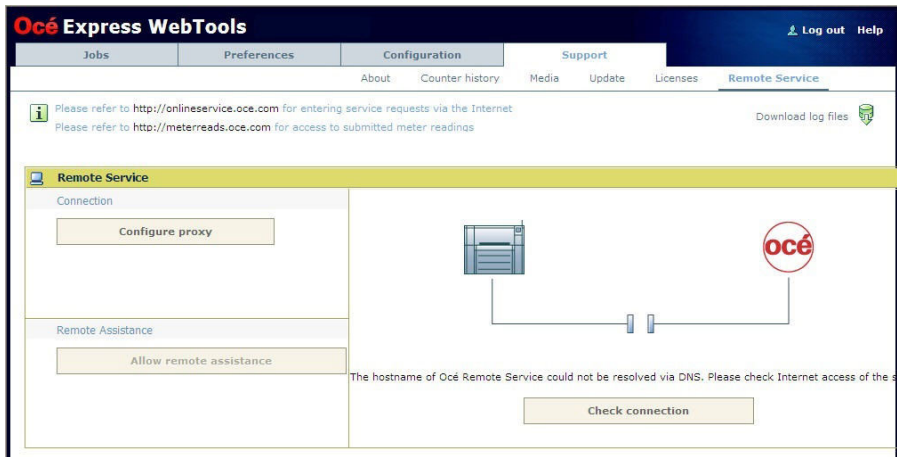 Océ Express WebTools
Log out Help
Jobs Preferences Configuration Support
About Counter history Media Update Licenses Remote Service
Please refer to http://onlineservice.oce.com for entering service requests via the Internet
Please refer to http://meterreads.oce.com for access to submitted meter readings
Download log files
Remote Service
Connection
Configure proxy
océ
Remote Assistance
Allow remote assistance
The hostname of Océ Remote Service could not be resolved via DNS. Please check Internet access of the s
Check connection